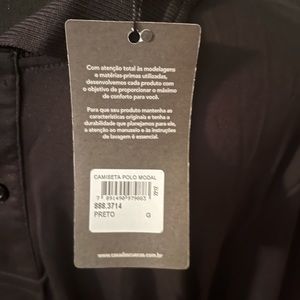 Com atenção total às modelagens
e matérias-primas utilizadas,
desenvolvemos cada produto com
o objetivo de proporcionar o máximo
de conforto para você.
Para que seu produto mantenha as
características originais e tenha a
durabilidade que planejamos para ele,
a atenção ao manuseio e às instruções
de lavagem é essencial.
CAMISETA POLO MODAL
888.3714
PRETO G